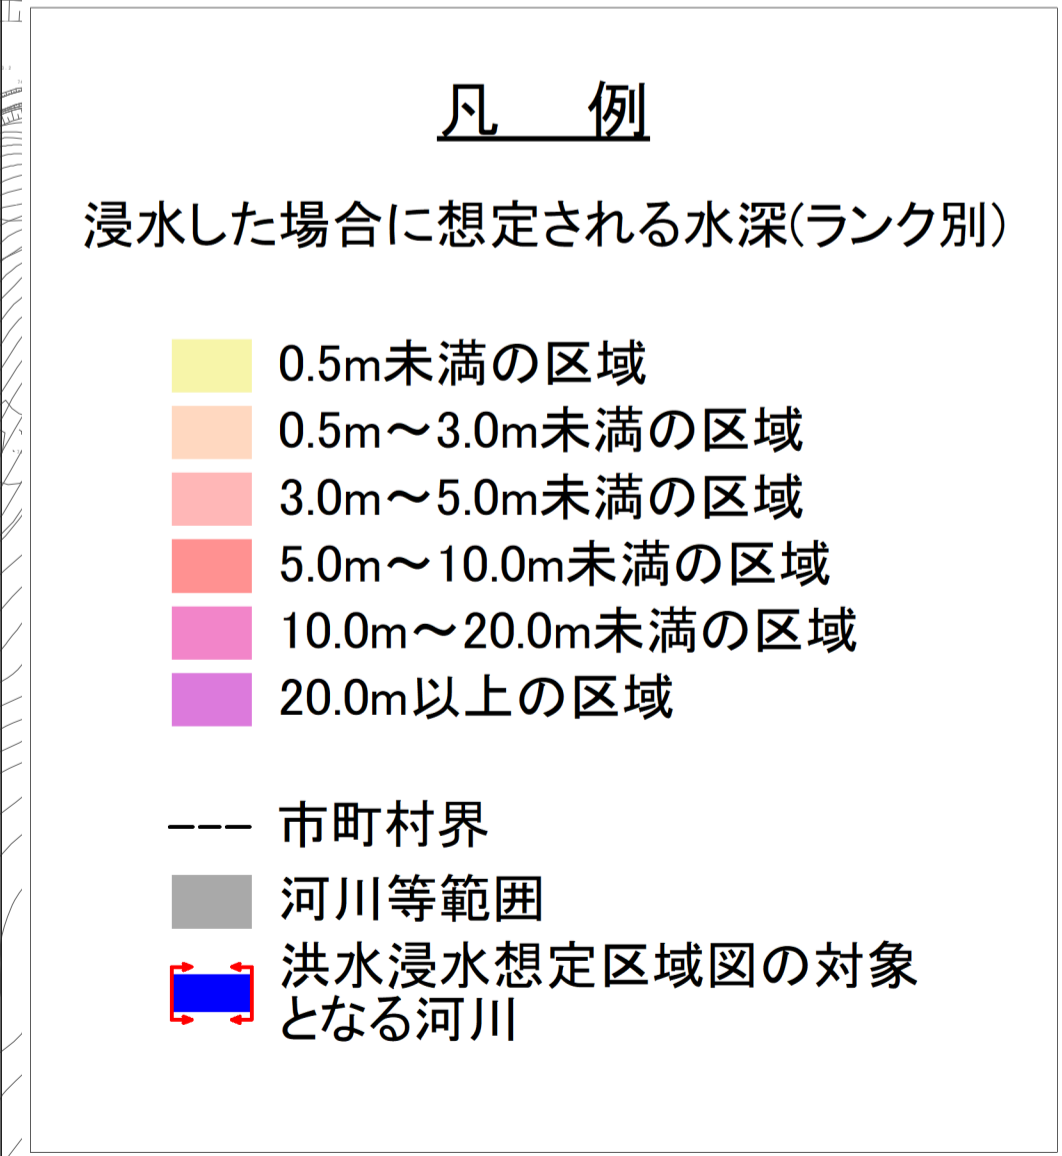 凡　例
浸水した場合に想定される水深(ランク別)
0.5m未満の区域
0.5m～3.0m未満の区域
3.0m～5.0m未満の区域
5.0m～10.0m未満の区域
10.0m～20.0m未満の区域
20.0m以上の区域
市町村界
河川等範囲
洪水浸水想定区域図の対象
となる河川